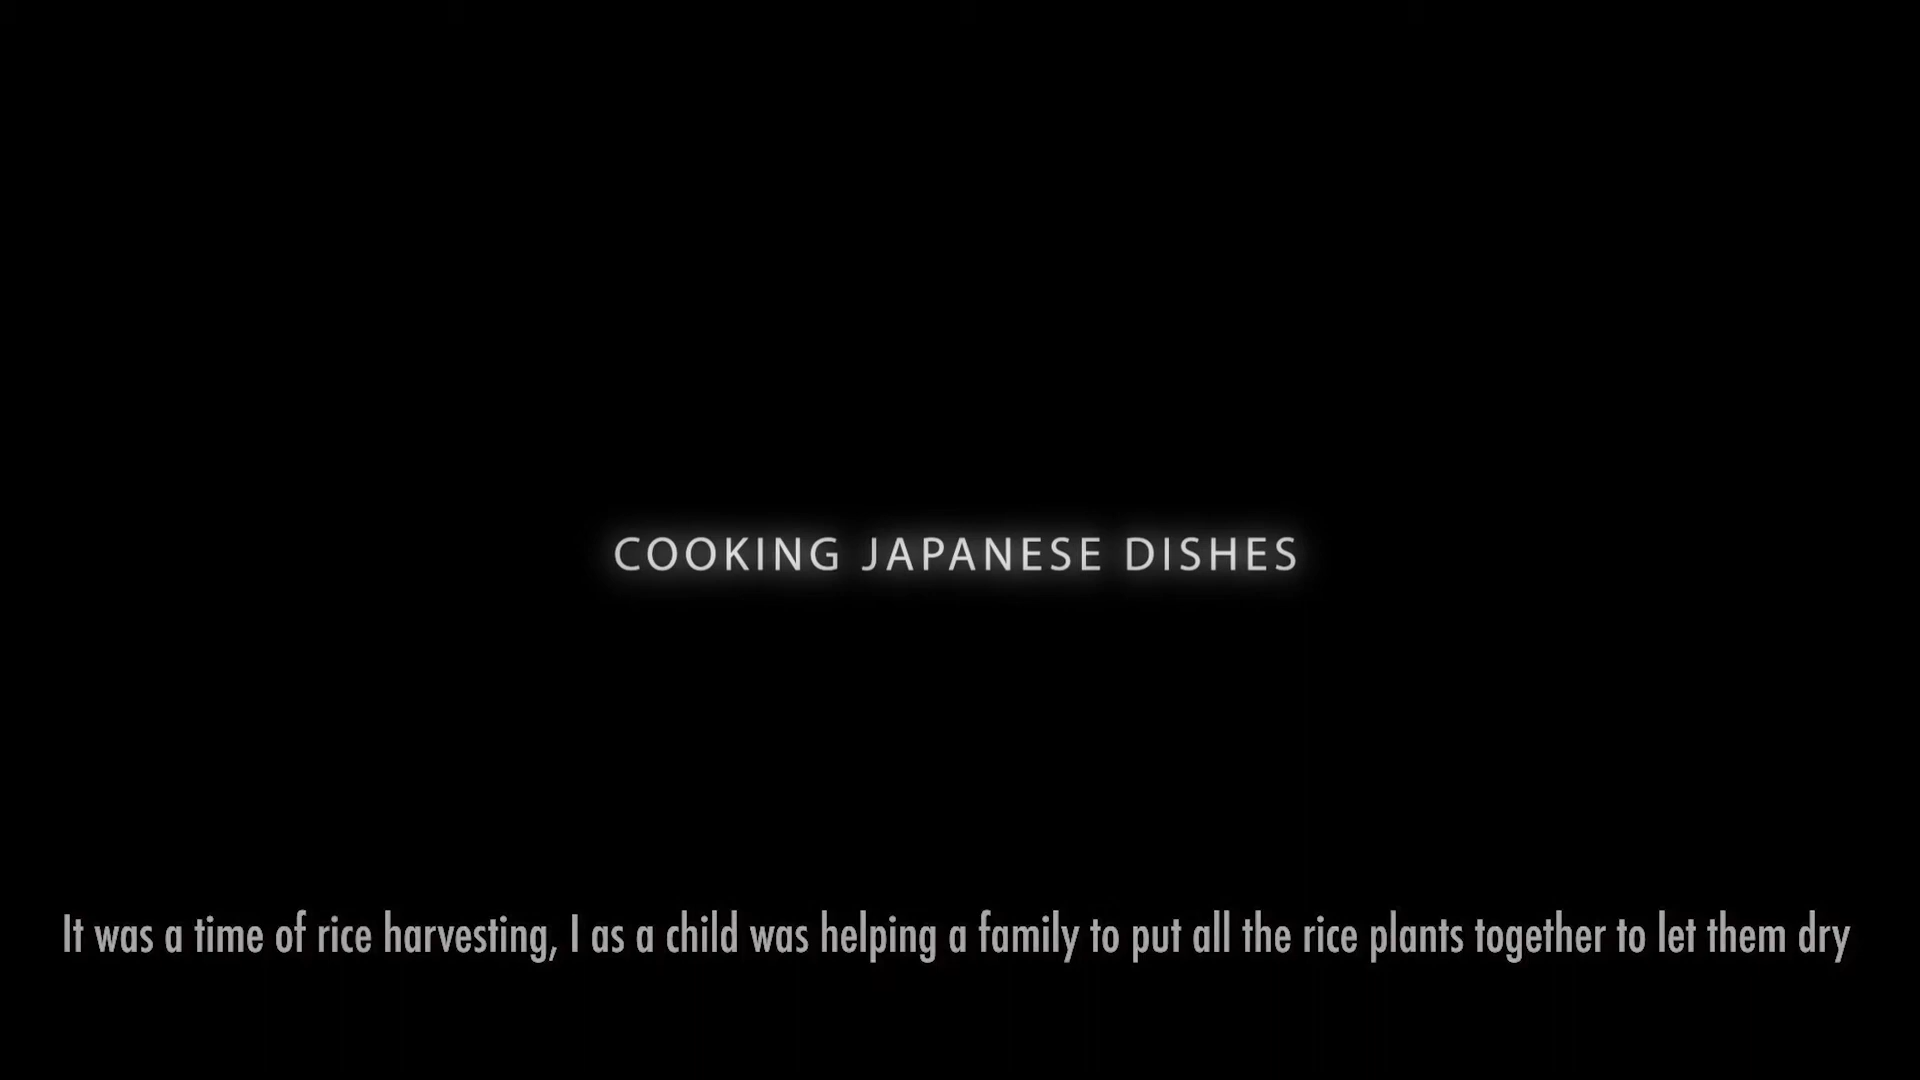 COOKING JAPANESE DISHES
It was a time of rice harvesting, I as a child was helping a family to put all the rice plants together to let them dry